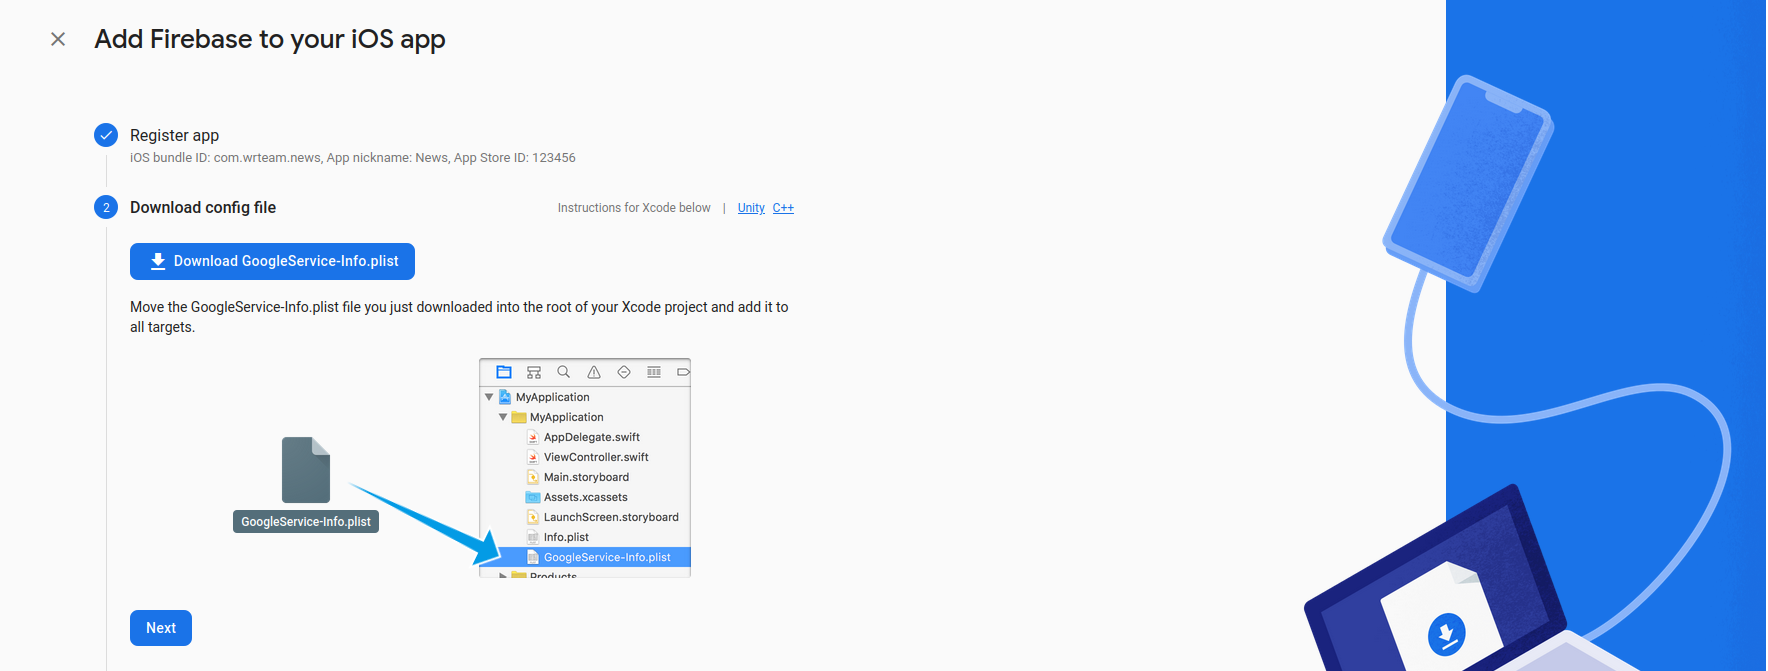 Add Firebase to your iOS app
Register app
iOS bundle ID: com.wrteam.news, App nickname: News, App Store ID: 123456
2 Download config file
Instructions for Xcode below | Unity C++
Download GoogleService-Info.plist
Move the GoogleService-Info.plist file you just downloaded into the root of your Xcode project and add it to
all targets.
MyApplication
MyApplication
AppDelegate.swift
ViewController.swift
Main.storyboard
Assets.xcassets
LaunchScreen.storyboard
Info.plist
GoogleService-Info.plist
Products
GoogleService-Info.plist
Next